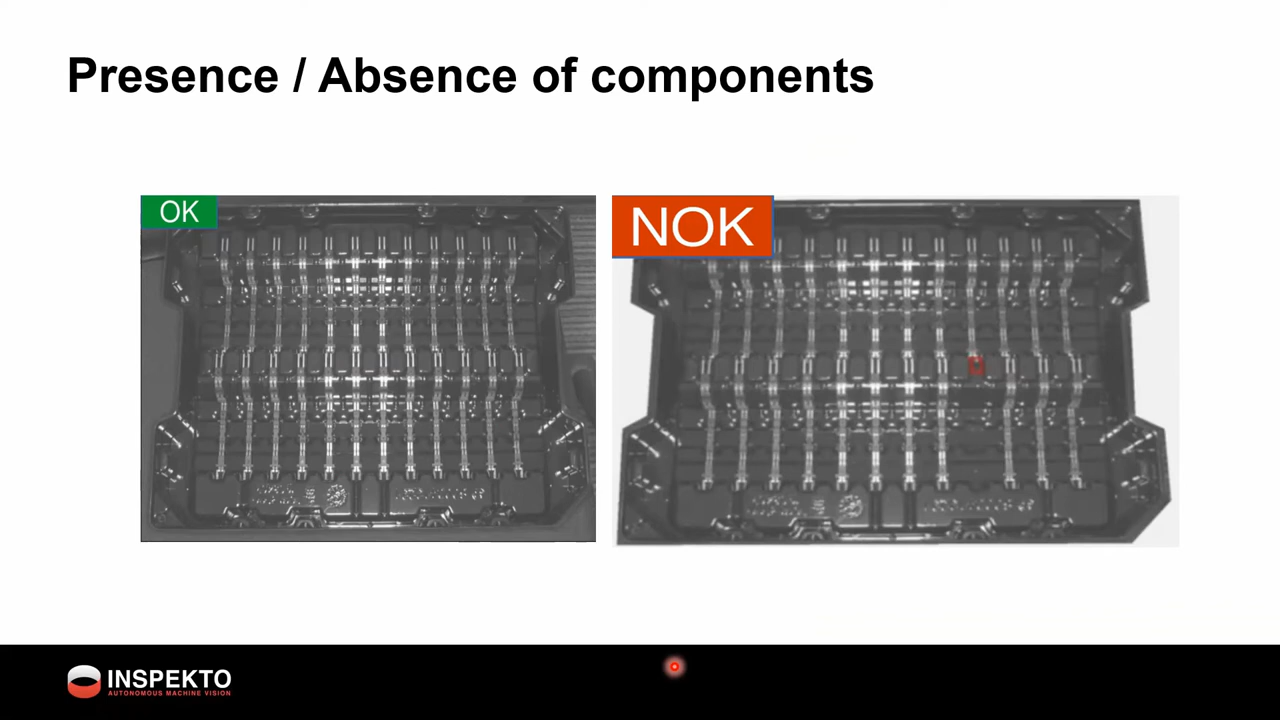 Presence / Absence of components
OK
NOK
INSPEKTO
AUTONOMOUS MACHINE VISION